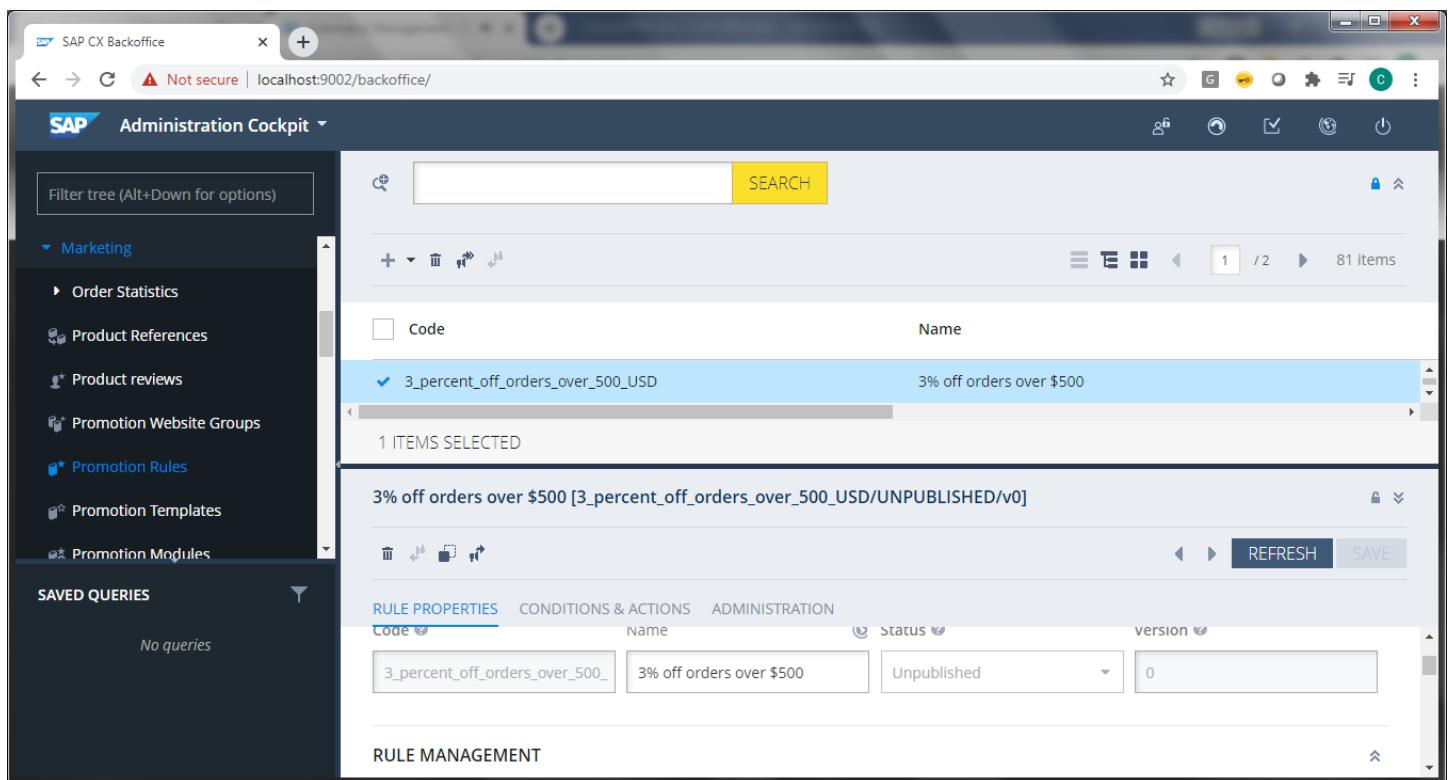 SAP CX Backoffice
Not secure | localhost:9002/backoffice/
G
C
SAP Administration Cockpit
Filter tree (Alt+Down for options)
SEARCH
Marketing
Order Statistics
Product References
Product reviews
Promotion Website Groups
Promotion Rules
Promotion Templates
Promotion Modules
SAVED QUERIES
No queries
1 / 2 81 items
Code Name
3_percent_off_orders_over_500_USD 3% off orders over $500
1 ITEMS SELECTED
3% off orders over $500 [3_percent_off_orders_over_500_USD/UNPUBLISHED/v0]
REFRESH SAVE
RULE PROPERTIES CONDITIONS & ACTIONS ADMINISTRATION
Code Name Status Version
3_percent_off_orders_over_500_ 3% off orders over $500 Unpublished 0
RULE MANAGEMENT